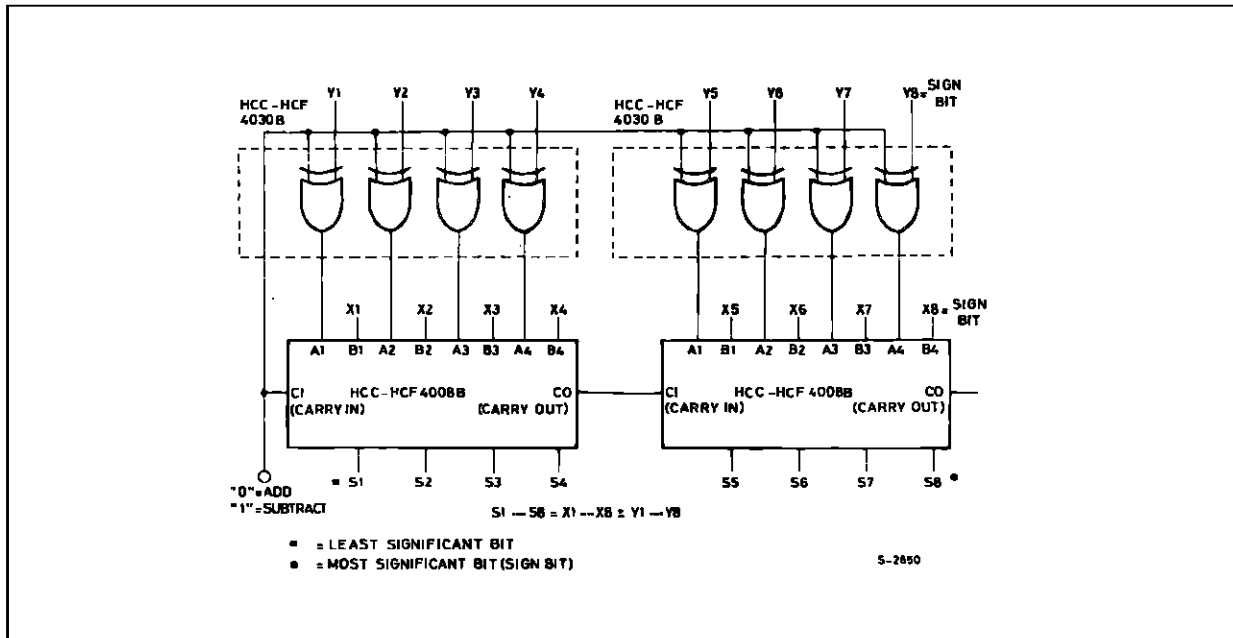 HCC-HCF
4030B
Y1 Y2 Y3 Y4
HCC-HCF
4030B
Y5 Y6 Y7 Y8= SIGN
BIT
X1 X2 X3 X4
X5 X6 X7 X8= SIGN
BIT
A1 B1 A2 B2 A3 B3 A4 B4
A1 B1 A2 B2 A3 B3 A4 B4
CI
(CARRY IN)
HCC-HCF 4008B
CO
(CARRY OUT)
CI
(CARRY IN)
HCC-HCF 4008B
CO
(CARRY OUT)
"0"=ADD
"1"=SUBTRACT
S1 S2 S3 S4
S5 S6 S7 S8
S1 --- S8 = X1 --- X8 ± Y1 --- Y8
= LEAST SIGNIFICANT BIT
= MOST SIGNIFICANT BIT (SIGN BIT)
S-2850